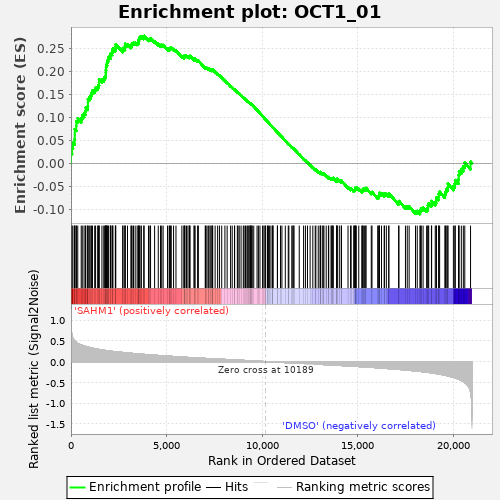 Enrichment plot: OCT1_01
Enrichment score (ES)
0.25
0.20
0.15
0.10
0.05
0.00
-0.05
-0.10
'SAHM1' (positively correlated)
Ranked list metric (Signal2Noise)
1.0
0.5
0.0
-0.5
-1.0
-1.5
Zero cross at 10189
'DMSO' (negatively correlated)
0
5,000
10,000
15,000
20,000
Rank in Ordered Dataset
Enrichment profile
Hits
Ranking metric scores